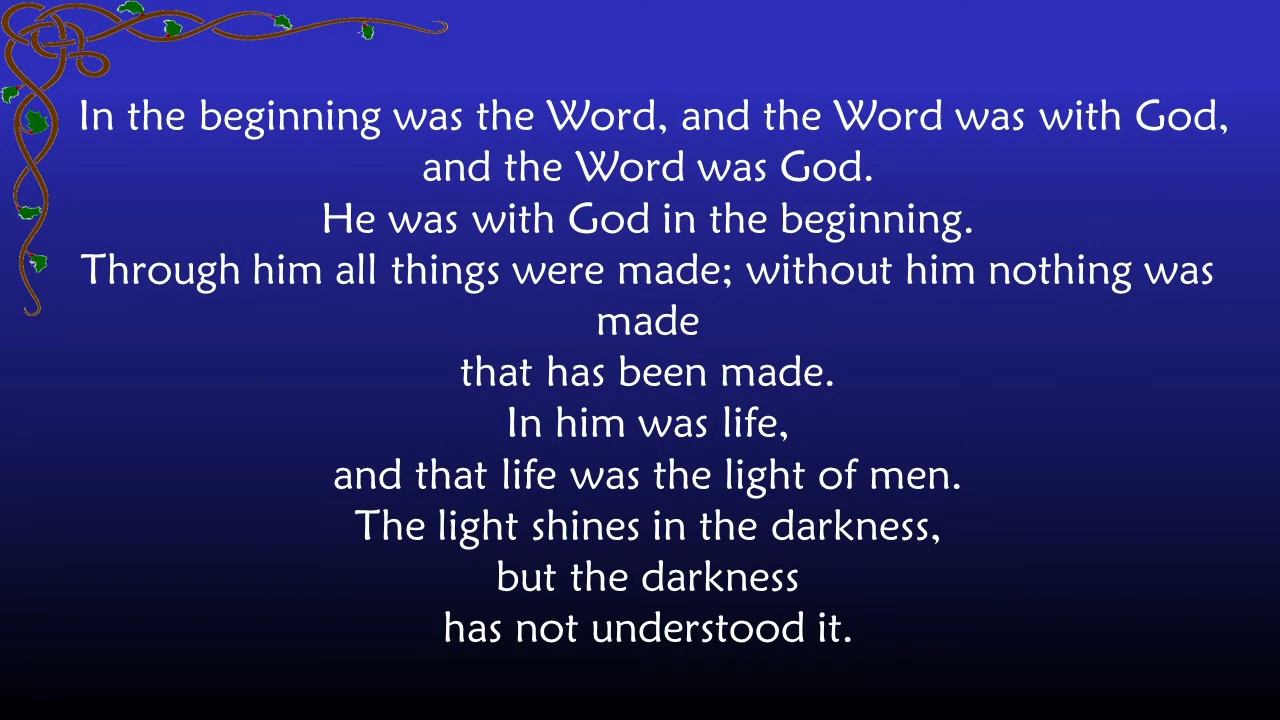 In the beginning was the Word, and the Word was with God,
and the Word was God.
He was with God in the beginning.
Through him all things were made; without him nothing was
made
that has been made.
In him was life,
and that life was the light of men.
The light shines in the darkness,
but the darkness
has not understood it.